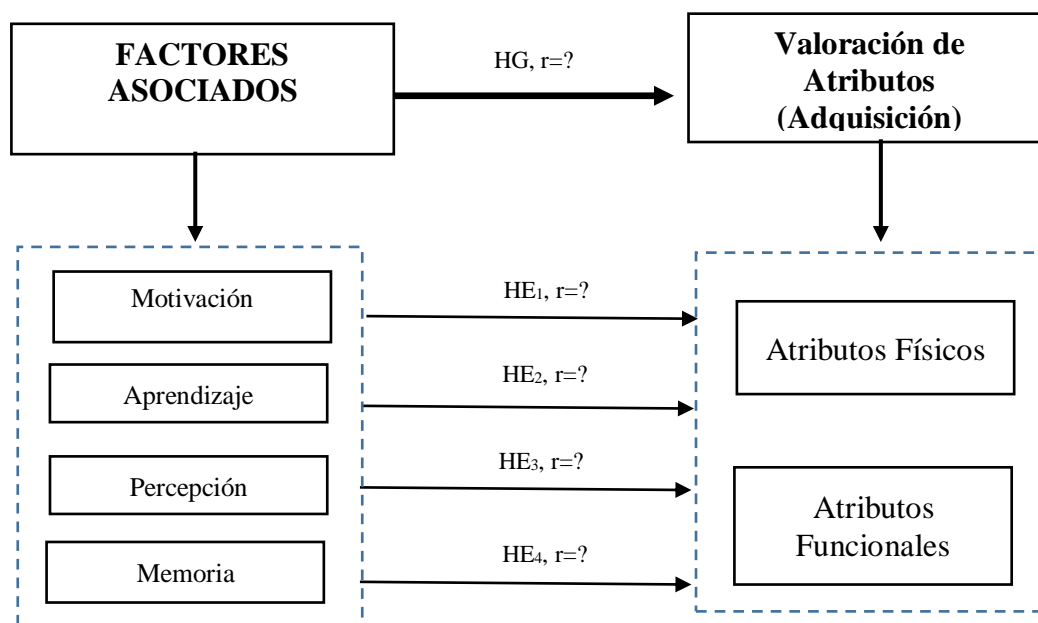 FACTORES
ASOCIADOS
HG, r=?
Valoración de
Atributos
(Adquisición)
Motivación
HE₁, r=?
Atributos Físicos
Aprendizaje
HE₂, r=?
Percepción
HE₃, r=?
Atributos
Funcionales
Memoria
HE₄, r=?